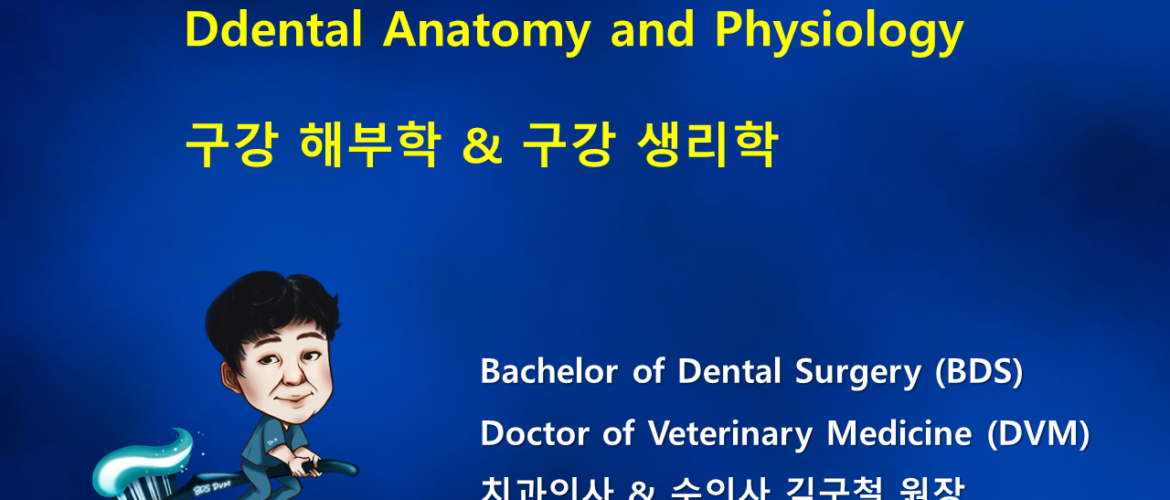 Ddental Anatomy and Physiology
구강 해부학 & 구강 생리학
Bachelor of Dental Surgery (BDS)
Doctor of Veterinary Medicine (DVM)
치과의사 & 수의사 김구철 원장
BDS DVM